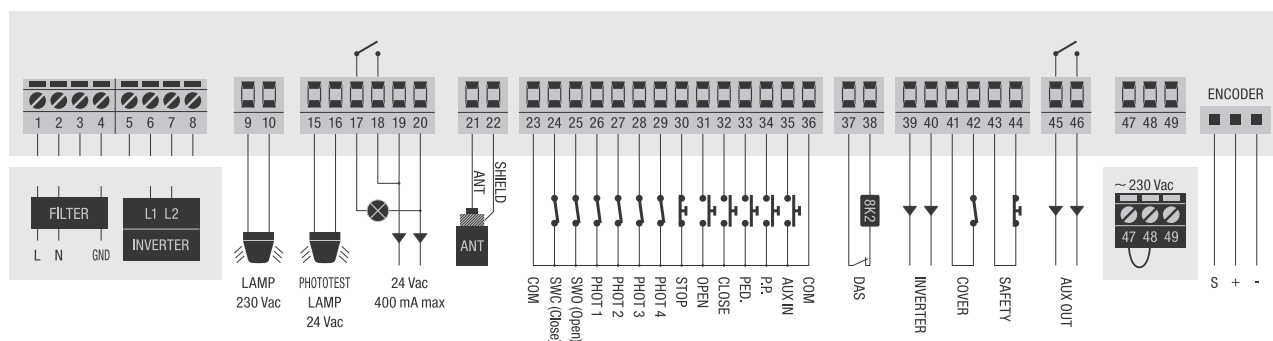 ENCODER
1 2 3 4 5 6 7 8 9 10 15 16 17 18 19 20 21 22 23 24 25 26 27 28 29 30 31 32 33 34 35 36 37 38 39 40 41 42 43 44 45 46 47 48 49
FILTER
L N GND
L1 L2
INVERTER
LAMP
230 Vac
PHOTOTEST
LAMP
24 Vac
24 Vac
400 mA max
ANT
SHIELD
ANT
COM
SWC (Close)
SWO (Open)
PHOT 1
PHOT 2
PHOT 3
PHOT 4
STOP
OPEN
CLOSE
PED.
P.P.
AUX IN
COM
8K2
DAS
INVERTER
COVER
SAFETY
AUX OUT
~ 230 Vac
47 48 49
S + -